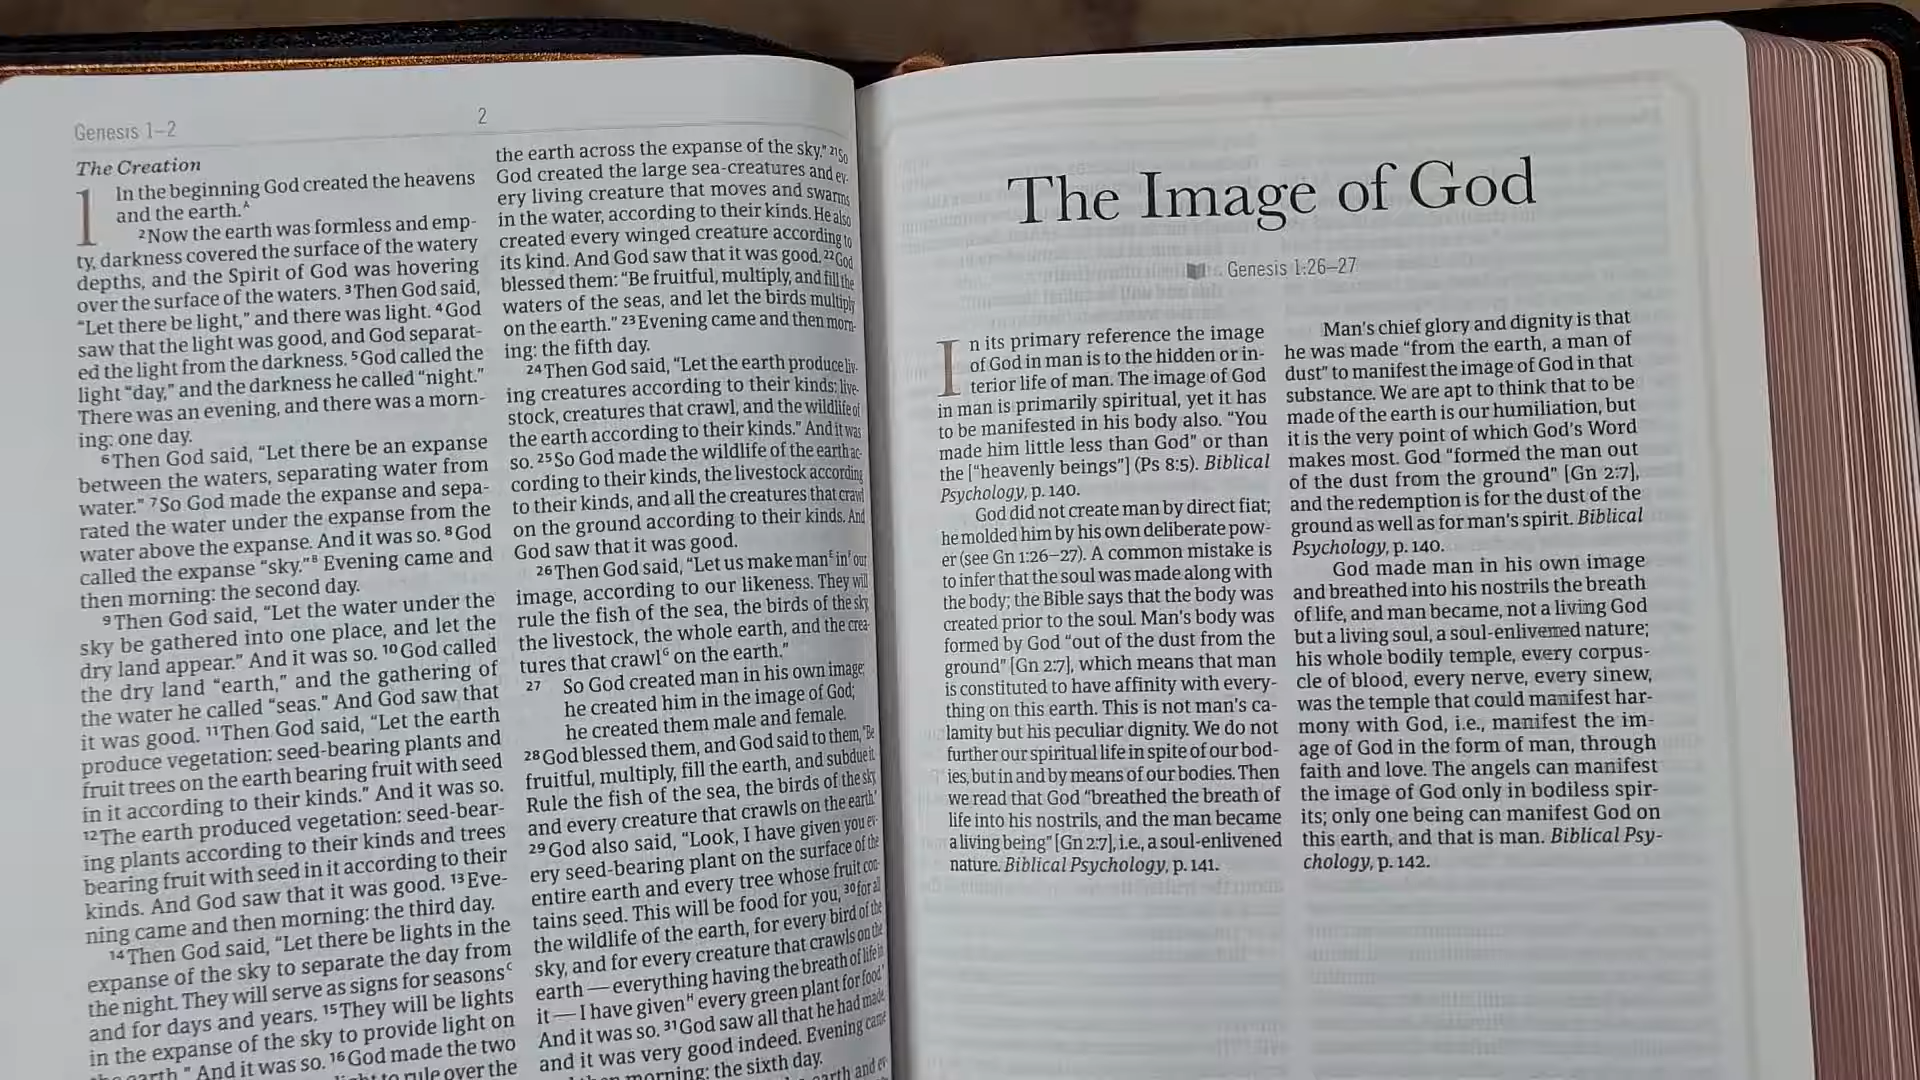 Genesis 1–2
2
The Creation
1 In the beginning God created the heavens
and the earth.ᴬ
²Now the earth was formless and emp-
ty, darkness covered the surface of the watery
depths, and the Spirit of God was hovering
over the surface of the waters. ³Then God said,
“Let there be light,” and there was light. ⁴God
saw that the light was good, and God separat-
ed the light from the darkness. ⁵God called the
light “day,” and the darkness he called “night.”
There was an evening, and there was a morn-
ing: one day.
⁶Then God said, “Let there be an expanse
between the waters, separating water from
water.” ⁷So God made the expanse and sepa-
rated the water under the expanse from the
water above the expanse. And it was so. ⁸God
called the expanse “sky.”ᴮ Evening came and
then morning: the second day.
⁹Then God said, “Let the water under the
sky be gathered into one place, and let the
dry land appear.” And it was so. ¹⁰God called
the dry land “earth,” and the gathering of
the water he called “seas.” And God saw that
it was good. ¹¹Then God said, “Let the earth
produce vegetation: seed-bearing plants and
fruit trees on the earth bearing fruit with seed
in it according to their kinds.” And it was so.
¹²The earth produced vegetation: seed-bear-
ing plants according to their kinds and trees
bearing fruit with seed in it according to their
kinds. And God saw that it was good. ¹³Eve-
ning came and then morning: the third day.
¹⁴Then God said, “Let there be lights in the
expanse of the sky to separate the day from
the night. They will serve as signs for seasonsᶜ
and for days and years. ¹⁵They will be lights
in the expanse of the sky to provide light on
earth.” And it was so. ¹⁶God made the two
to rule over the
the earth across the expanse of the sky.” ²¹So
God created the large sea-creatures and ev-
ery living creature that moves and swarms
in the water, according to their kinds. He also
created every winged creature according to
its kind. And God saw that it was good. ²²God
blessed them: “Be fruitful, multiply, and fill the
waters of the seas, and let the birds multiply
on the earth.” ²³Evening came and then morn-
ing: the fifth day.
²⁴Then God said, “Let the earth produce liv-
ing creatures according to their kinds: live-
stock, creatures that crawl, and the wildlife of
the earth according to their kinds.” And it was
so. ²⁵So God made the wildlife of the earth ac-
cording to their kinds, the livestock according
to their kinds, and all the creatures that crawl
on the ground according to their kinds. And
God saw that it was good.
²⁶Then God said, “Let us make manᴱ inᶠ our
image, according to our likeness. They will
rule the fish of the sea, the birds of the sky,
the livestock, the whole earth, and the crea-
tures that crawlᴳ on the earth.”
27 So God created man in his own image;
he created him in the image of God;
he created them male and female.
²⁸God blessed them, and God said to them, “Be
fruitful, multiply, fill the earth, and subdue it.
Rule the fish of the sea, the birds of the sky,
and every creature that crawls on the earth.”
²⁹God also said, “Look, I have given you ev-
ery seed-bearing plant on the surface of the
entire earth and every tree whose fruit con-
tains seed. This will be food for you, ³⁰for all
the wildlife of the earth, for every bird of the
sky, and for every creature that crawls on the
earth — everything having the breath of life in
it — I have givenᴴ every green plant for food.”
And it was so. ³¹God saw all that he had made,
and it was very good indeed. Evening came
morning: the sixth day.
earth and
The Image of God
Genesis 1:26–27
In its primary reference the image
of God in man is to the hidden or in-
terior life of man. The image of God
in man is primarily spiritual, yet it has
to be manifested in his body also. “You
made him little less than God” or than
the [“heavenly beings”] (Ps 8:5). Biblical
Psychology, p. 140.
God did not create man by direct fiat;
he molded him by his own deliberate pow-
er (see Gn 1:26–27). A common mistake is
to infer that the soul was made along with
the body; the Bible says that the body was
created prior to the soul. Man’s body was
formed by God “out of the dust from the
ground” [Gn 2:7], which means that man
is constituted to have affinity with every-
thing on this earth. This is not man’s ca-
lamity but his peculiar dignity. We do not
further our spiritual life in spite of our bod-
ies, but in and by means of our bodies. Then
we read that God “breathed the breath of
life into his nostrils, and the man became
a living being” [Gn 2:7], i.e., a soul-enlivened
nature. Biblical Psychology, p. 141.
Man’s chief glory and dignity is that
he was made “from the earth, a man of
dust” to manifest the image of God in that
substance. We are apt to think that to be
made of the earth is our humiliation, but
it is the very point of which God’s Word
makes most. God “formed the man out
of the dust from the ground” [Gn 2:7],
and the redemption is for the dust of the
ground as well as for man’s spirit. Biblical
Psychology, p. 140.
God made man in his own image
and breathed into his nostrils the breath
of life, and man became, not a living God
but a living soul, a soul-enlivened nature;
his whole bodily temple, every corpus-
cle of blood, every nerve, every sinew,
was the temple that could manifest har-
mony with God, i.e., manifest the im-
age of God in the form of man, through
faith and love. The angels can manifest
the image of God only in bodiless spir-
its; only one being can manifest God on
this earth, and that is man. Biblical Psy-
chology, p. 142.